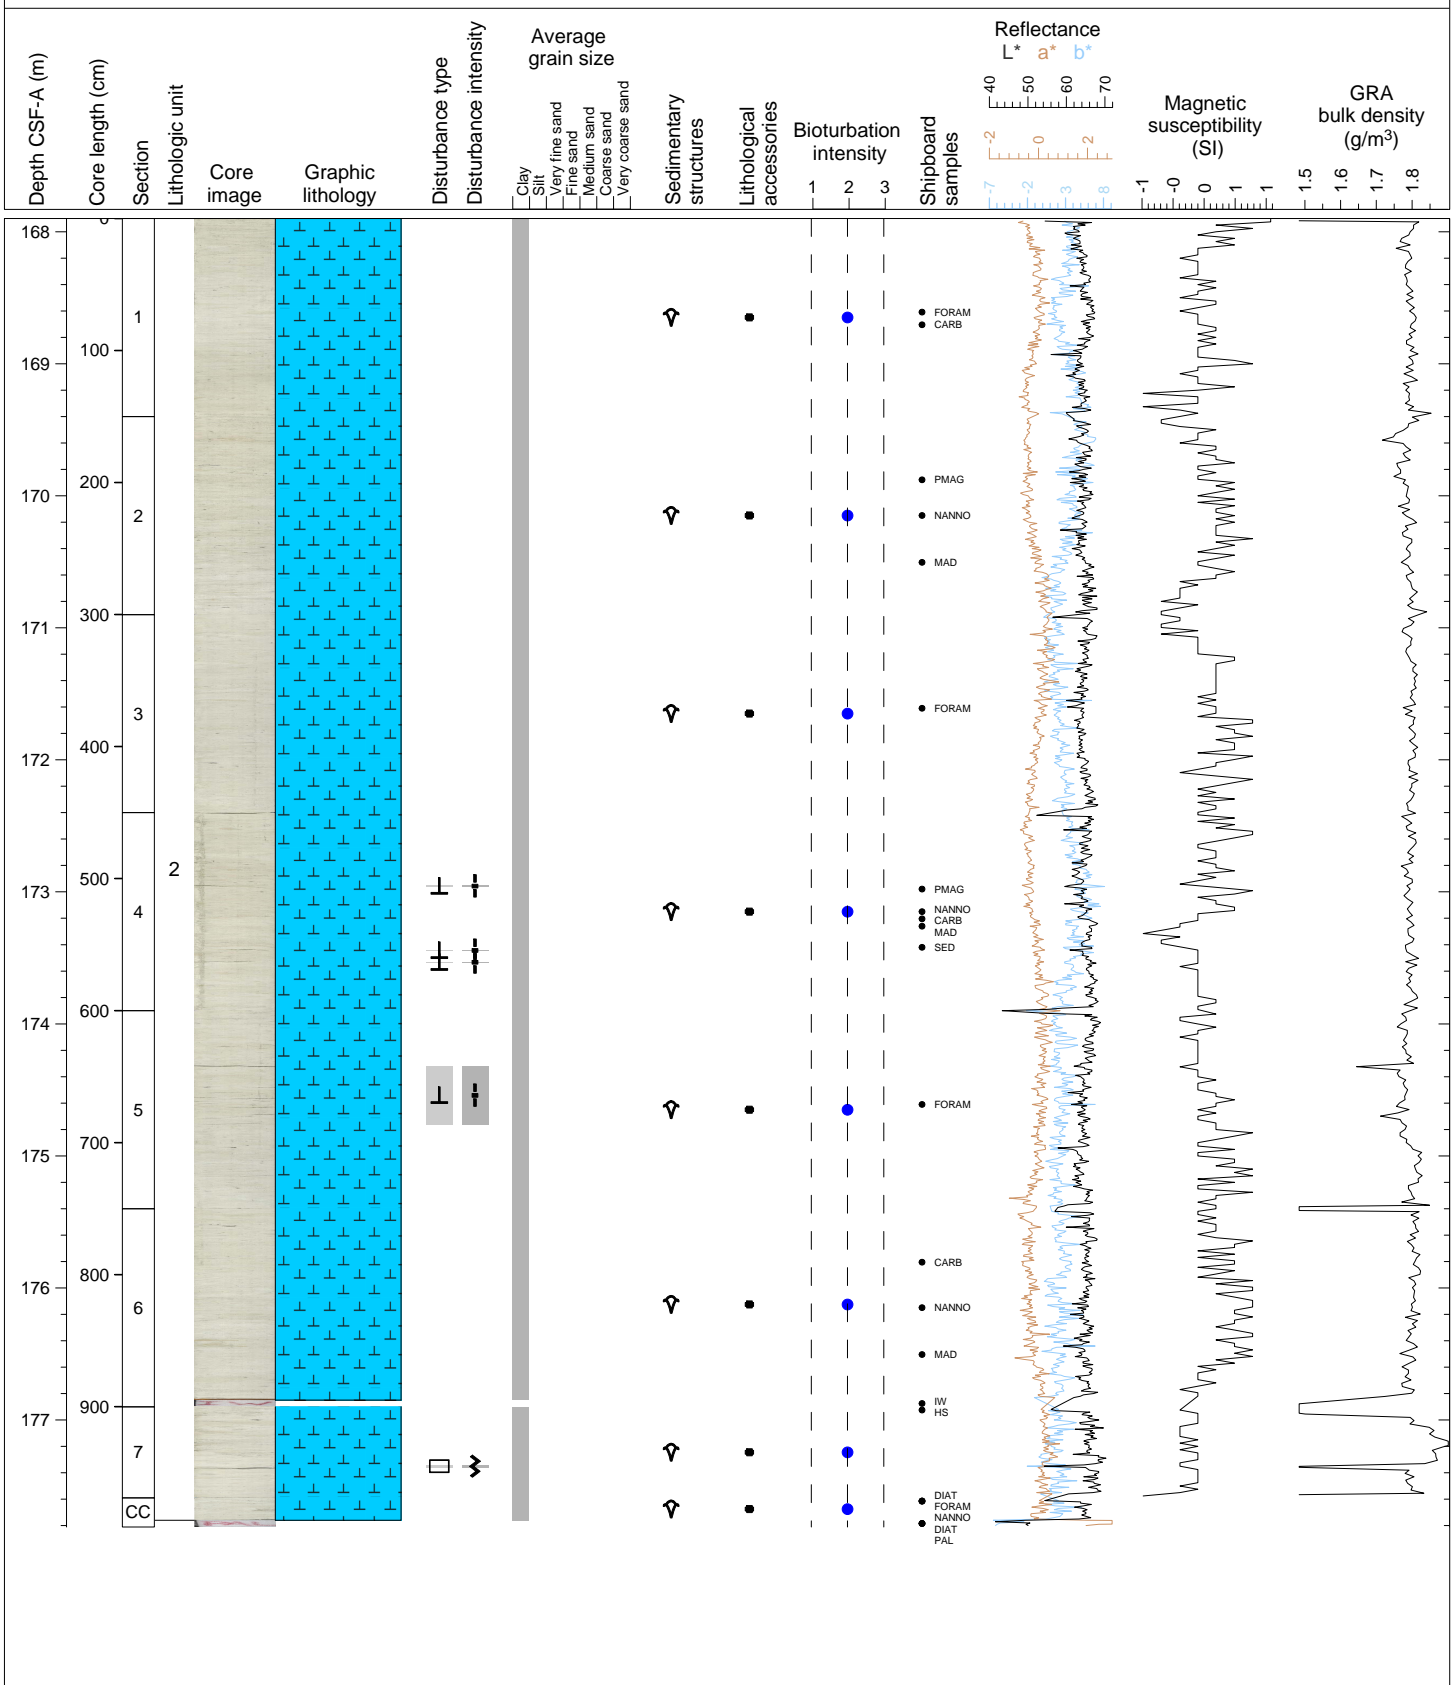 Depth CSF-A (m)
Core length (cm)
Section
Lithologic unit
Core
image
Graphic
lithology
Disturbance type
Disturbance intensity
Average
grain size
Clay
Silt
Very fine sand
Fine sand
Medium sand
Coarse sand
Very coarse sand
Sedimentary
structures
Lithological
accessories
Bioturbation
intensity
1 2 3
Shipboard
samples
Reflectance
L* a* b*
40 50 60 70
-2 0 2
-7 -2 3 8
Magnetic
susceptibility
(SI)
-1 -0 0 1 1
GRA
bulk density
(g/m3)
1.5 1.6 1.7 1.8
0
168
1
FORAM
CARB
100
169
PMAG
200
170
2
NANNO
MAD
300
171
3
FORAM
400
172
2
500
173
PMAG
4
NANNO
CARB
MAD
SED
600
174
5
FORAM
700
175
CARB
800
176
6
NANNO
MAD
IW
HS
900
177
7
DIAT
FORAM
CC
NANNO
DIAT
PAL